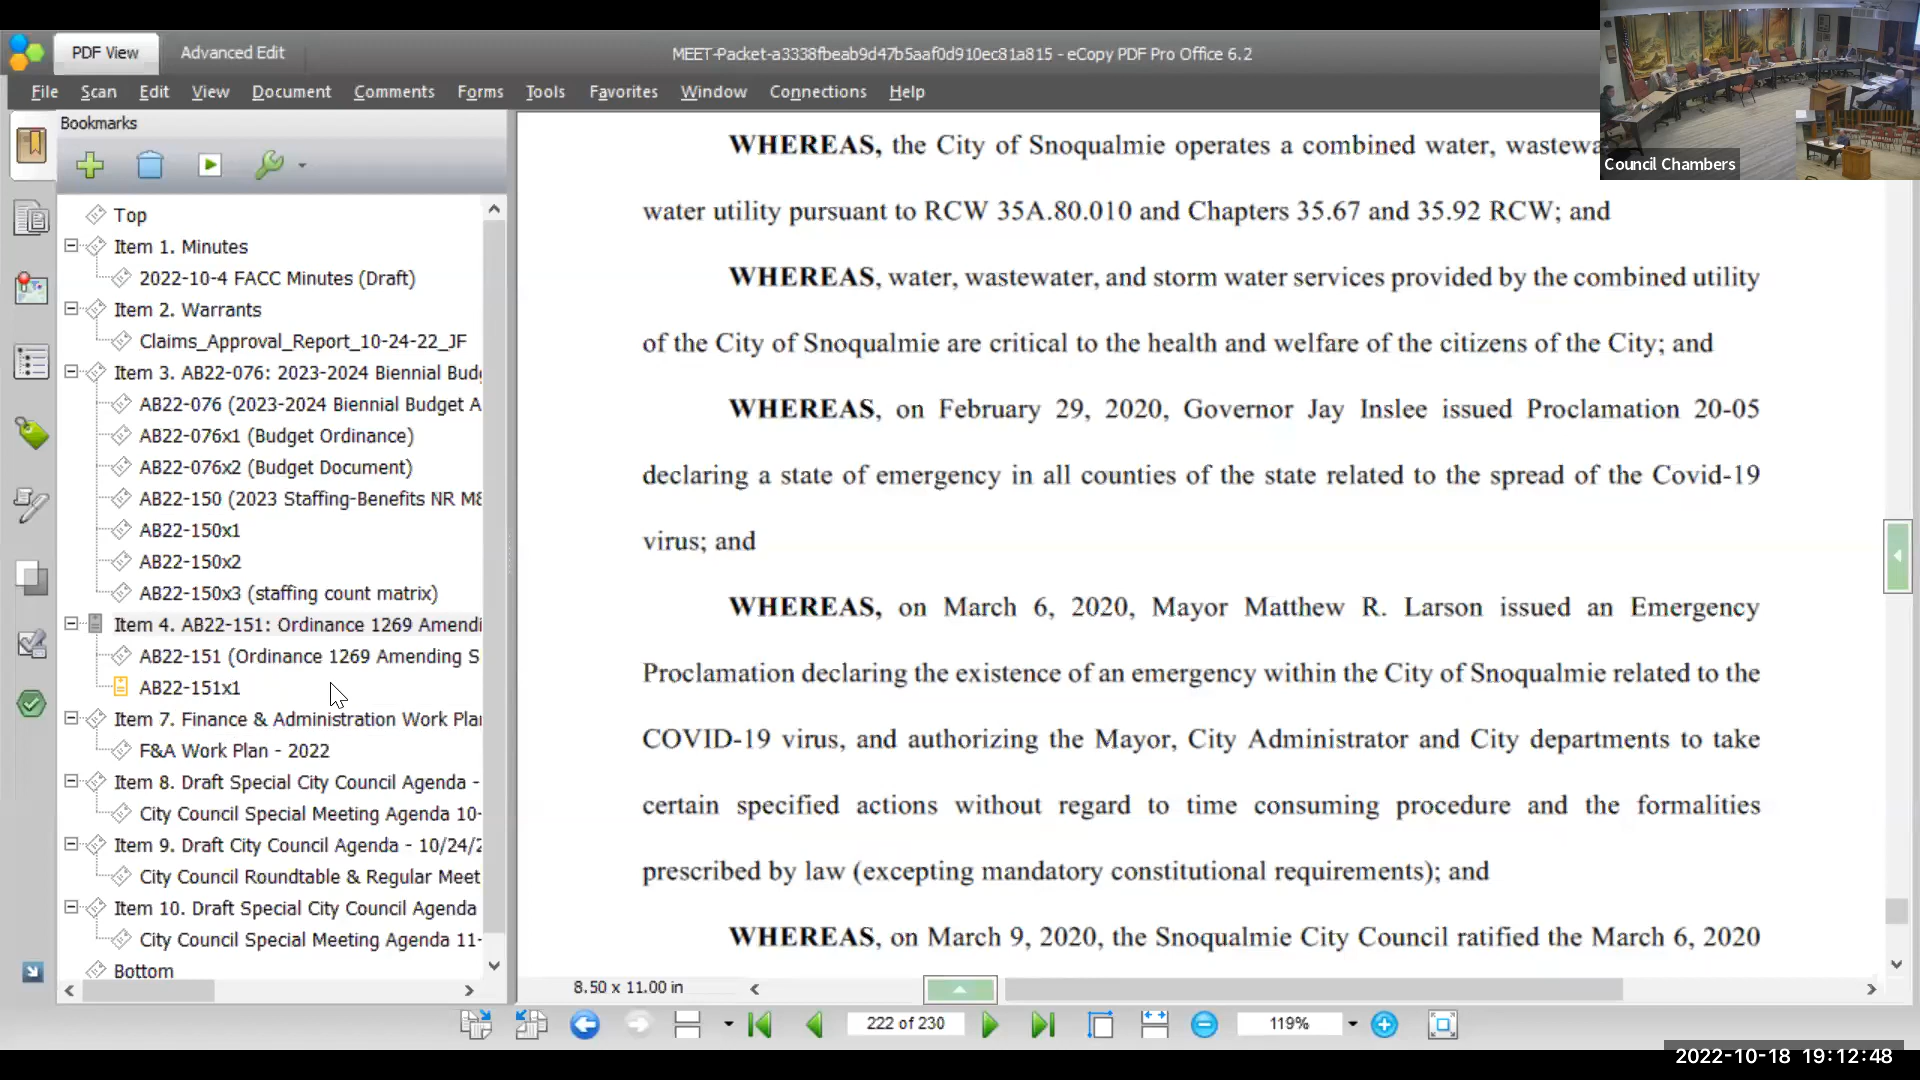 PDF View
Advanced Edit
MEET-Packet-a3338fbeab9d47b5aaf0d910ec81a815 - eCopy PDF Pro Office 6.2
File Scan Edit View Document Comments Forms Tools Favorites Window Connections Help
Council Chambers
Bookmarks
Top
Item 1. Minutes
2022-10-4 FACC Minutes (Draft)
Item 2. Warrants
Claims_Approval_Report_10-24-22_JF
Item 3. AB22-076: 2023-2024 Biennial Bud
AB22-076 (2023-2024 Biennial Budget A
AB22-076x1 (Budget Ordinance)
AB22-076x2 (Budget Document)
AB22-150 (2023 Staffing-Benefits NR M&
AB22-150x1
AB22-150x2
AB22-150x3 (staffing count matrix)
Item 4. AB22-151: Ordinance 1269 Amendi
AB22-151 (Ordinance 1269 Amending S
AB22-151x1
Item 7. Finance & Administration Work Pla
F&A Work Plan - 2022
Item 8. Draft Special City Council Agenda -
City Council Special Meeting Agenda 10-
Item 9. Draft City Council Agenda - 10/24/2
City Council Roundtable & Regular Meet
Item 10. Draft Special City Council Agenda
City Council Special Meeting Agenda 11-
Bottom
WHEREAS, the City of Snoqualmie operates a combined water, wastewa
water utility pursuant to RCW 35A.80.010 and Chapters 35.67 and 35.92 RCW; and
WHEREAS, water, wastewater, and storm water services provided by the combined utility
of the City of Snoqualmie are critical to the health and welfare of the citizens of the City; and
WHEREAS, on February 29, 2020, Governor Jay Inslee issued Proclamation 20-05
declaring a state of emergency in all counties of the state related to the spread of the Covid-19
virus; and
WHEREAS, on March 6, 2020, Mayor Matthew R. Larson issued an Emergency
Proclamation declaring the existence of an emergency within the City of Snoqualmie related to the
COVID-19 virus, and authorizing the Mayor, City Administrator and City departments to take
certain specified actions without regard to time consuming procedure and the formalities
prescribed by law (excepting mandatory constitutional requirements); and
WHEREAS, on March 9, 2020, the Snoqualmie City Council ratified the March 6, 2020
8.50 x 11.00 in
222 of 230
119%
2022-10-18 19:12:48